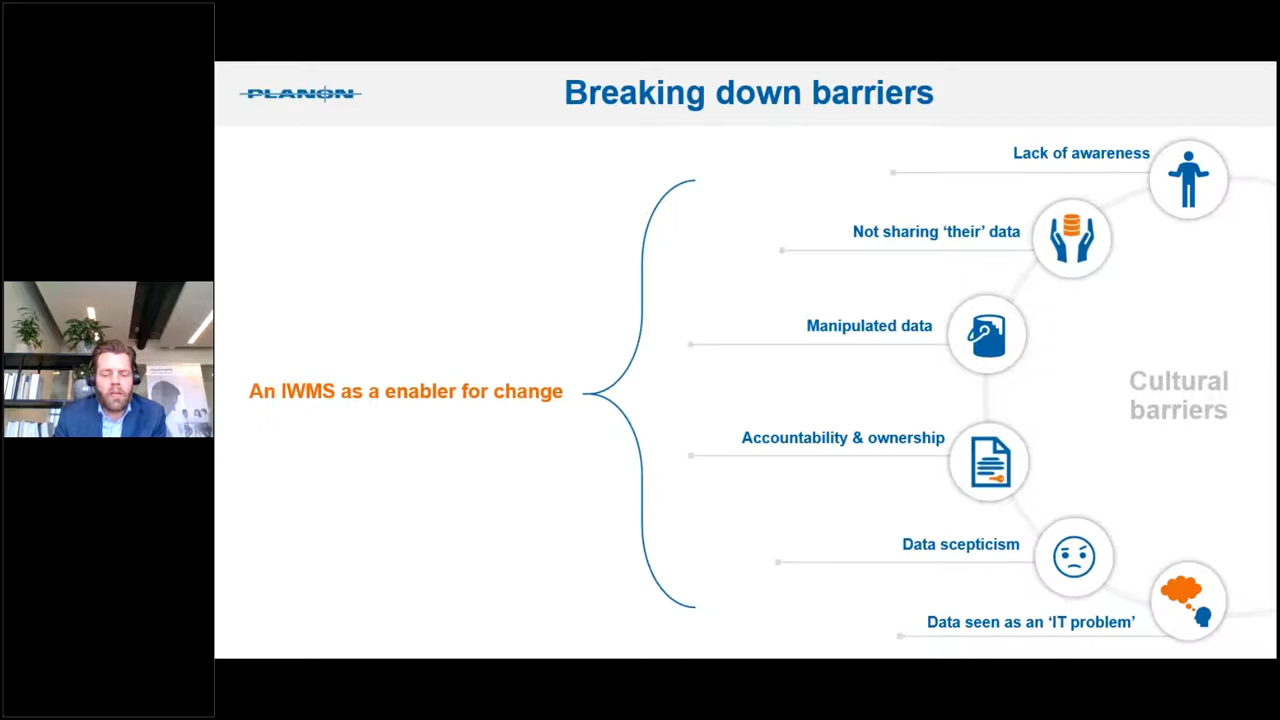 PLANON
Breaking down barriers
Lack of awareness
Not sharing ‘their’ data
Manipulated data
An IWMS as a enabler for change
Cultural
barriers
Accountability & ownership
Data scepticism
Data seen as an ‘IT problem’